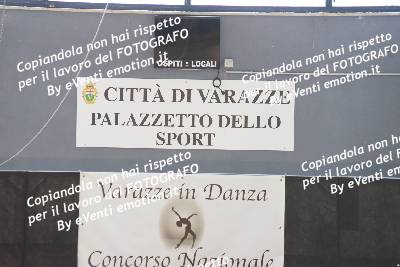 Copiandola non hai rispetto
per il lavoro del FOTOGRAFO
By eVenti emotion.it
OSPITI - LOCALI
Copiandola non hai rispetto
per il lavoro del FOTOGRAFO
By eVenti emotion.it
CITTÀ DI VARAZZE
PALAZZETTO DELLO
SPORT
Copiandola non hai rispetto
per il lavoro del FOTOGRAFO
By eVenti emotion.it
Copiandola non hai rispetto
per il lavoro del FOTOGRAFO
By eVenti emotion.it
Varazze in Danza
Concorso Nazionale